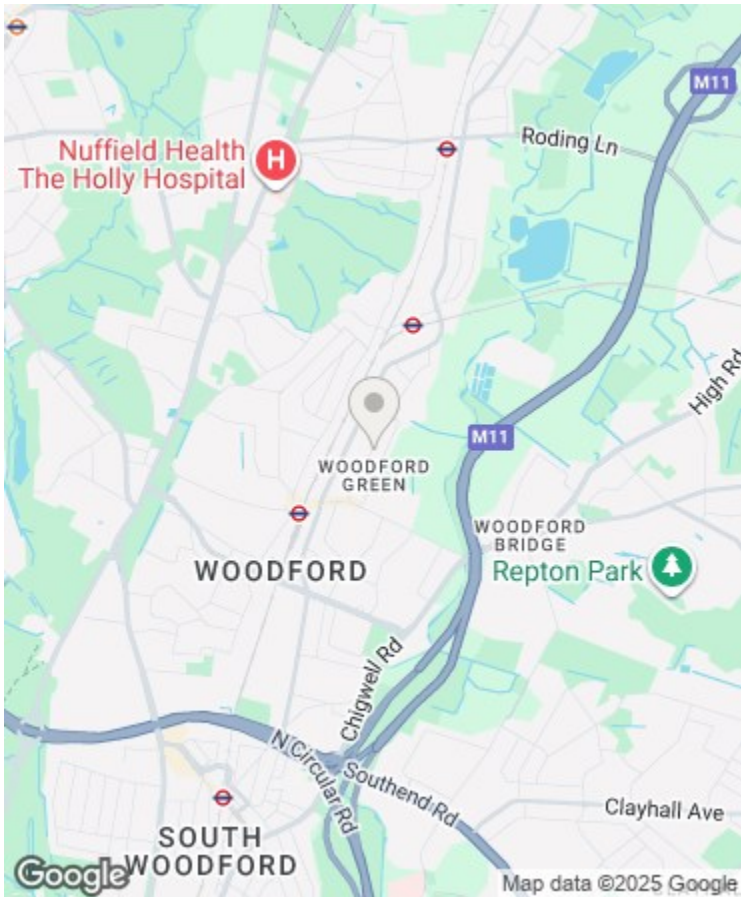 M11
Roding Ln
Nuffield Health
The Holly Hospital
H
High Rd
M11
WOODFORD
GREEN
WOODFORD
BRIDGE
WOODFORD
Repton Park
Chigwell Rd
N Circular Rd
Southend Rd
Clayhall Ave
SOUTH
WOODFORD
Google
Map data ©2025 Google